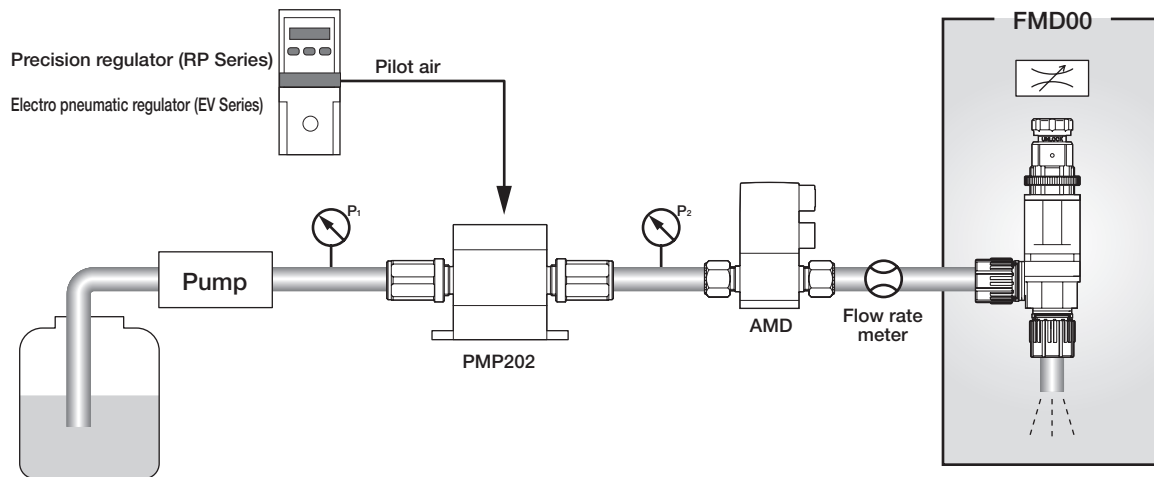 FMD00
Precision regulator (RP Series)
Pilot air
Electro pneumatic regulator (EV Series)
UNLOCK
P₁
P₂
Pump
Flow rate
meter
AMD
PMP202